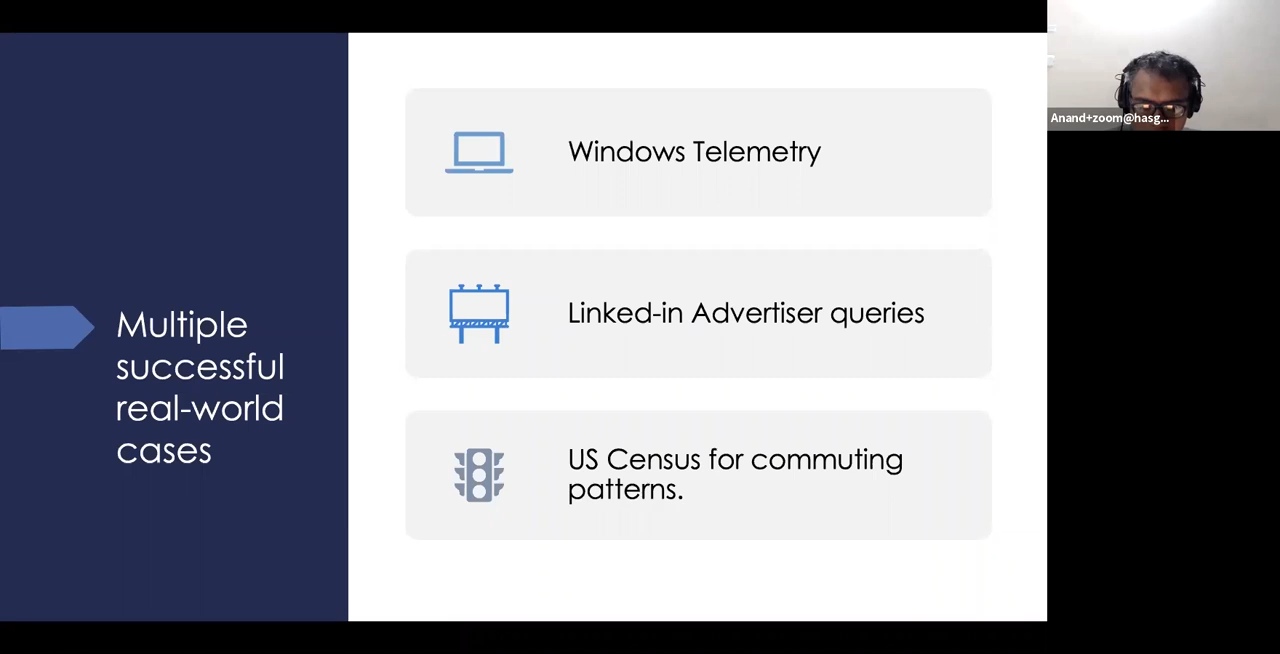 Multiple
successful
real-world
cases
Windows Telemetry
Linked-in Advertiser queries
US Census for commuting
patterns.
Anand+zoom@hasg...